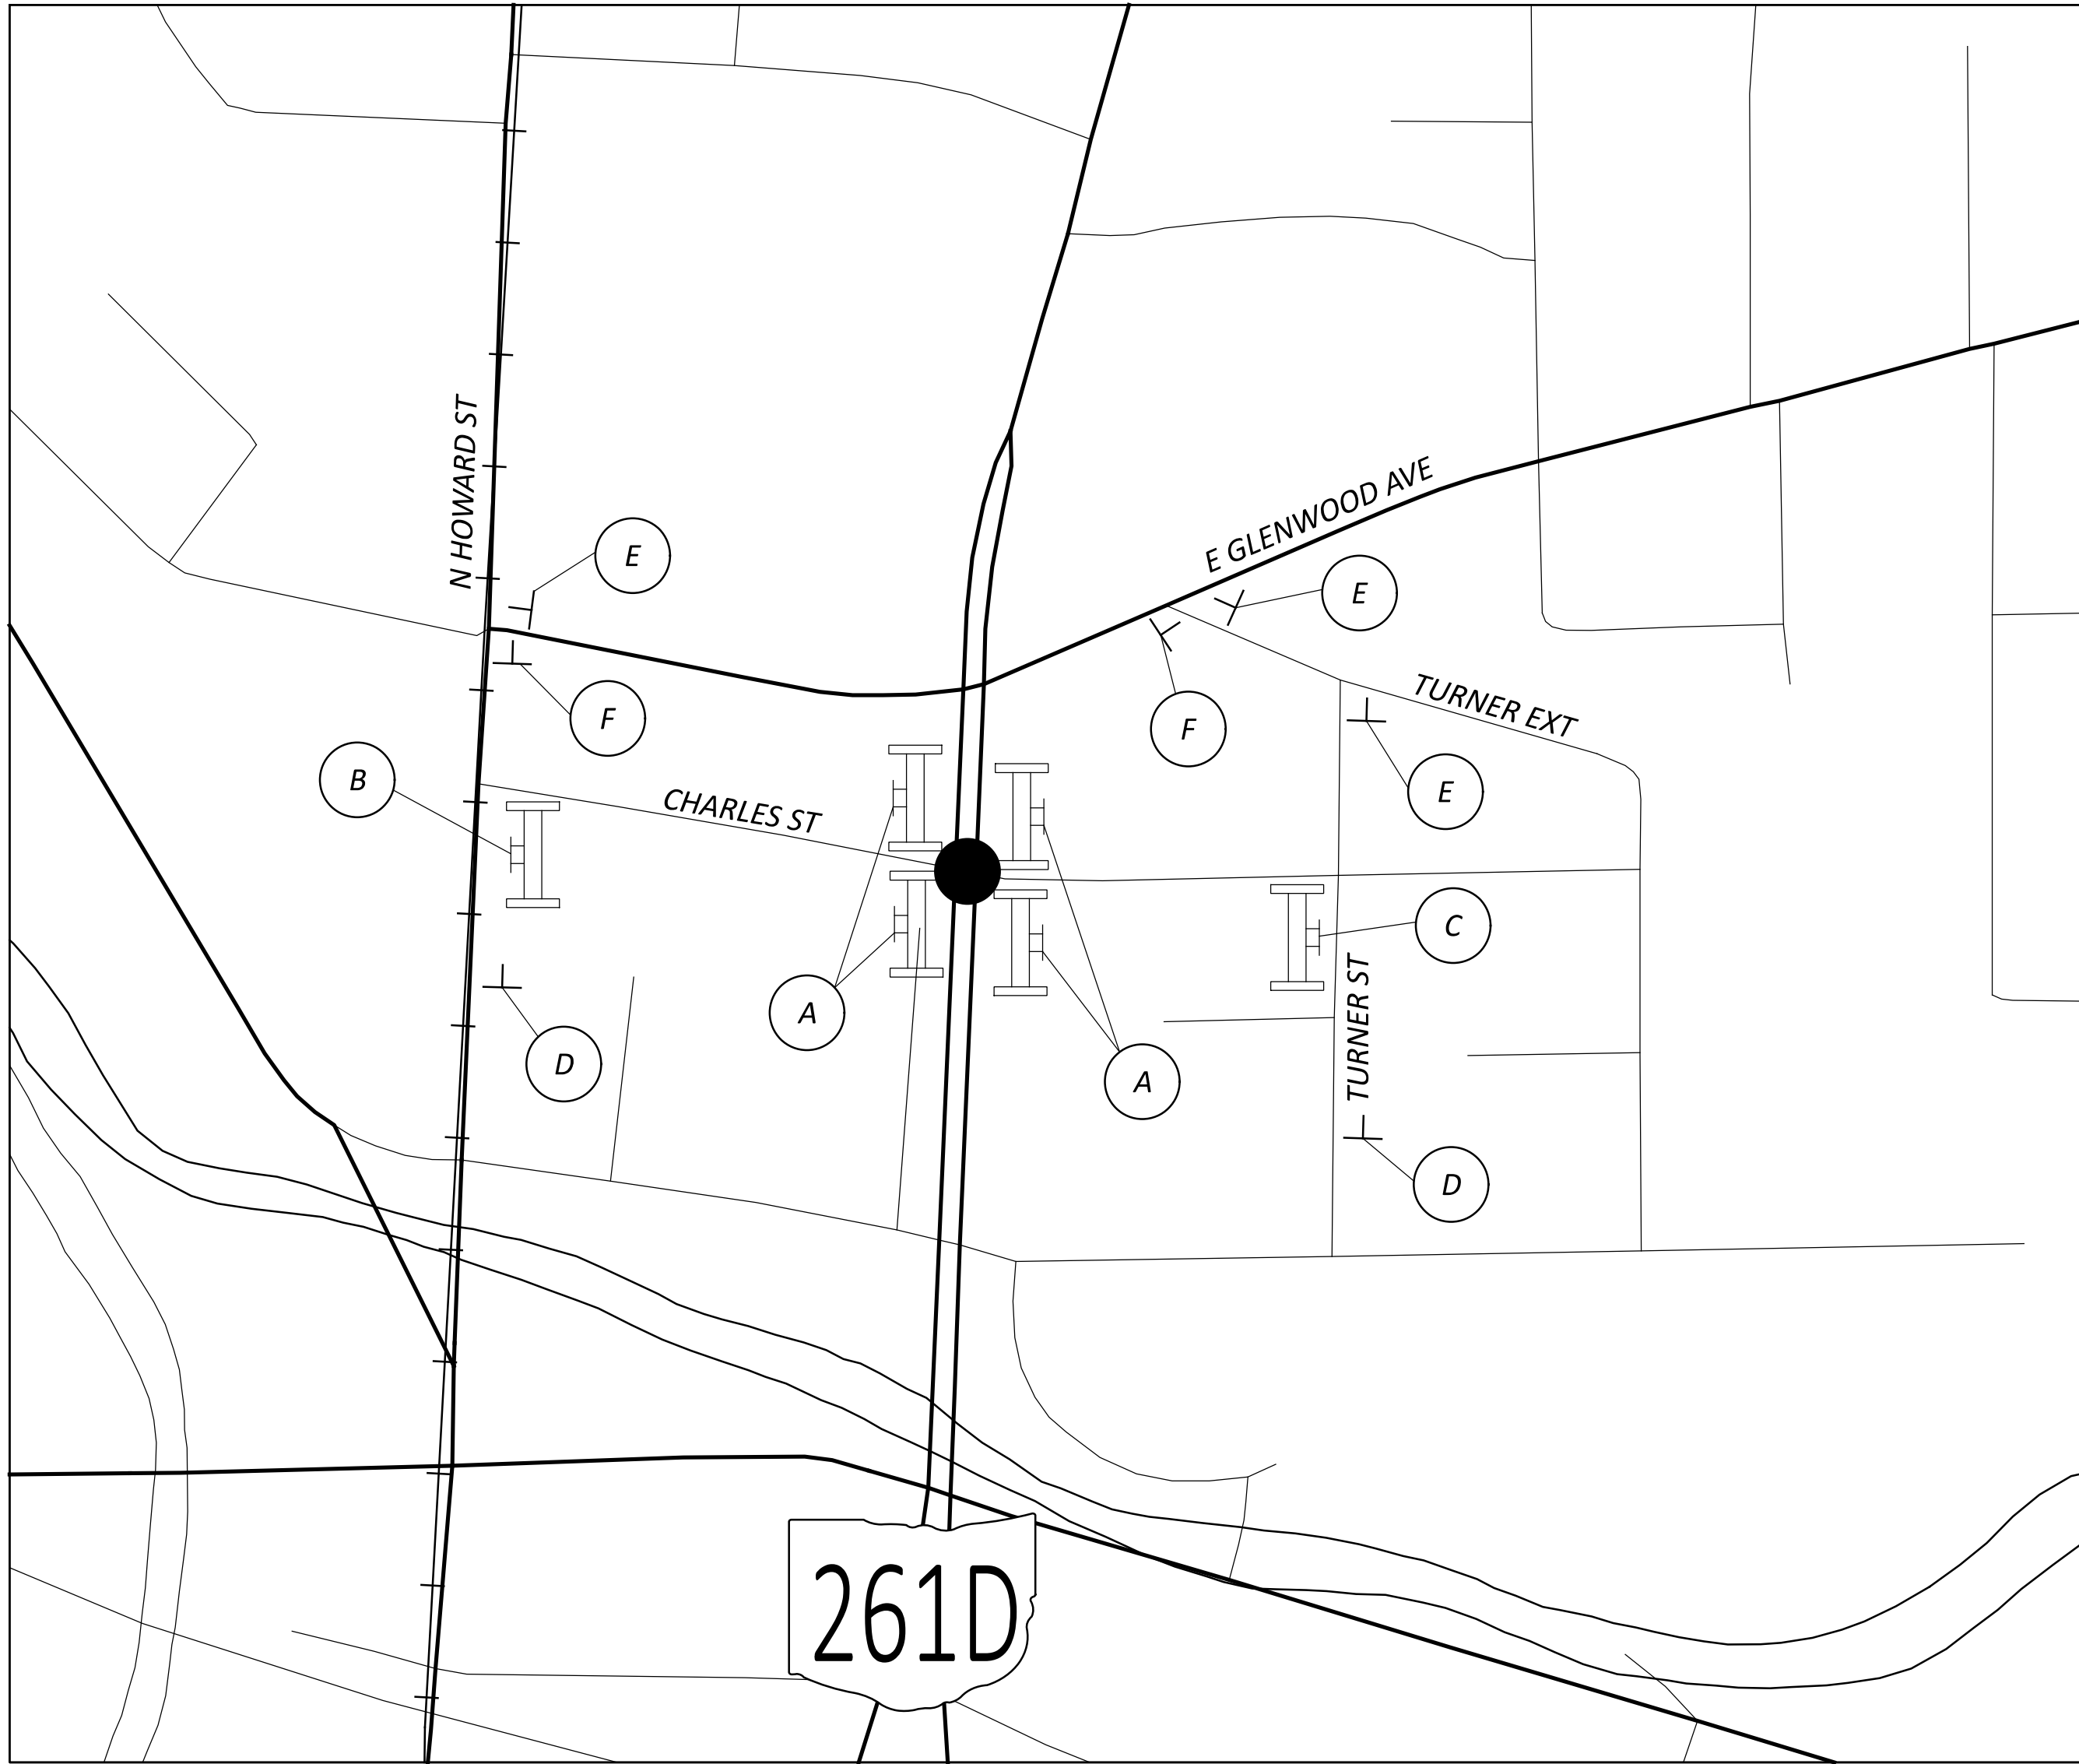 N HOWARD ST
E GLENWOOD AVE
E
E
F
TURNER EXT
F
B
CHARLES ST
E
C
A
TURNER ST
D
A
D
261D